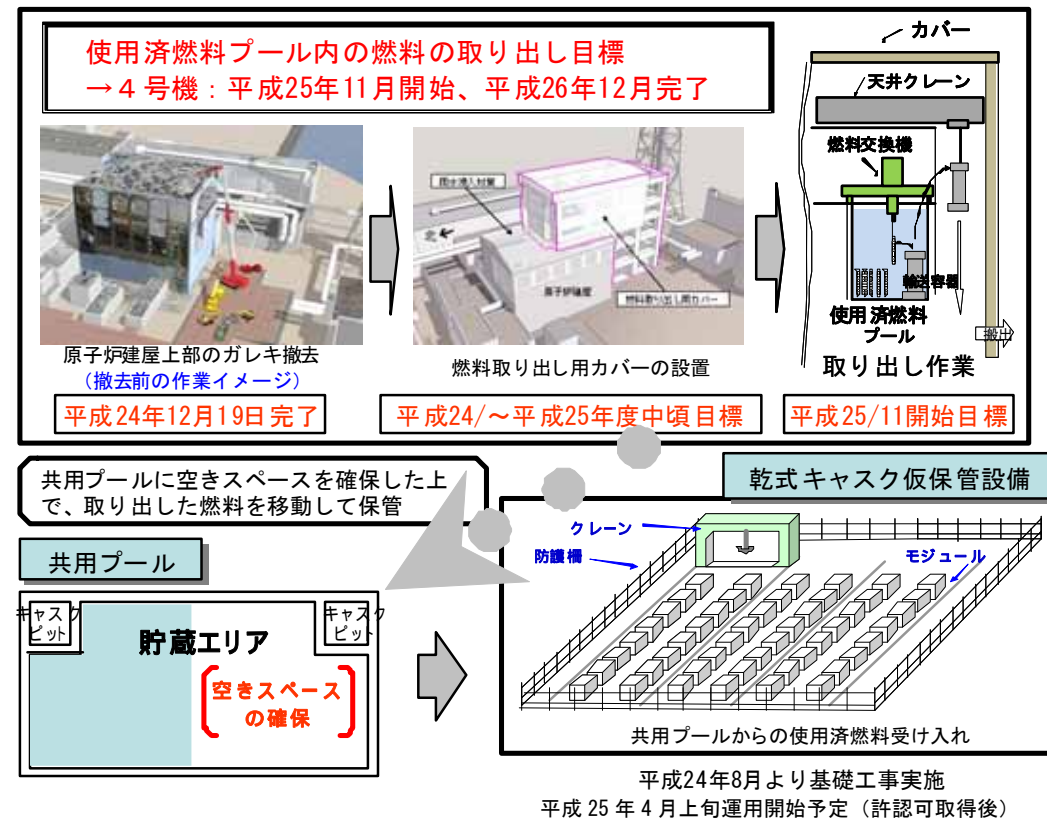 使用済燃料プール内の燃料の取り出し目標
→４号機：平成25年11月開始、平成26年12月完了
カバー
天井クレーン
燃料交換機
輸送容器
使用済燃料
プール
搬出
取り出し作業
北
原子炉建屋
燃料取り出し用カバー
原子炉建屋上部のガレキ撤去
（撤去前の作業イメージ）
燃料取り出し用カバーの設置
平成24年12月19日完了
平成24/～平成25年度中頃目標
平成25/11開始目標
共用プールに空きスペースを確保した上
で、取り出した燃料を移動して保管
乾式キャスク仮保管設備
クレーン
防護柵
モジュール
共用プール
キャスク
ピット
キャスク
ピット
貯蔵エリア
空きスペース
の確保
共用プールからの使用済燃料受け入れ
平成24年8月より基礎工事実施
平成 25 年 4 月上旬運用開始予定（許認可取得後）